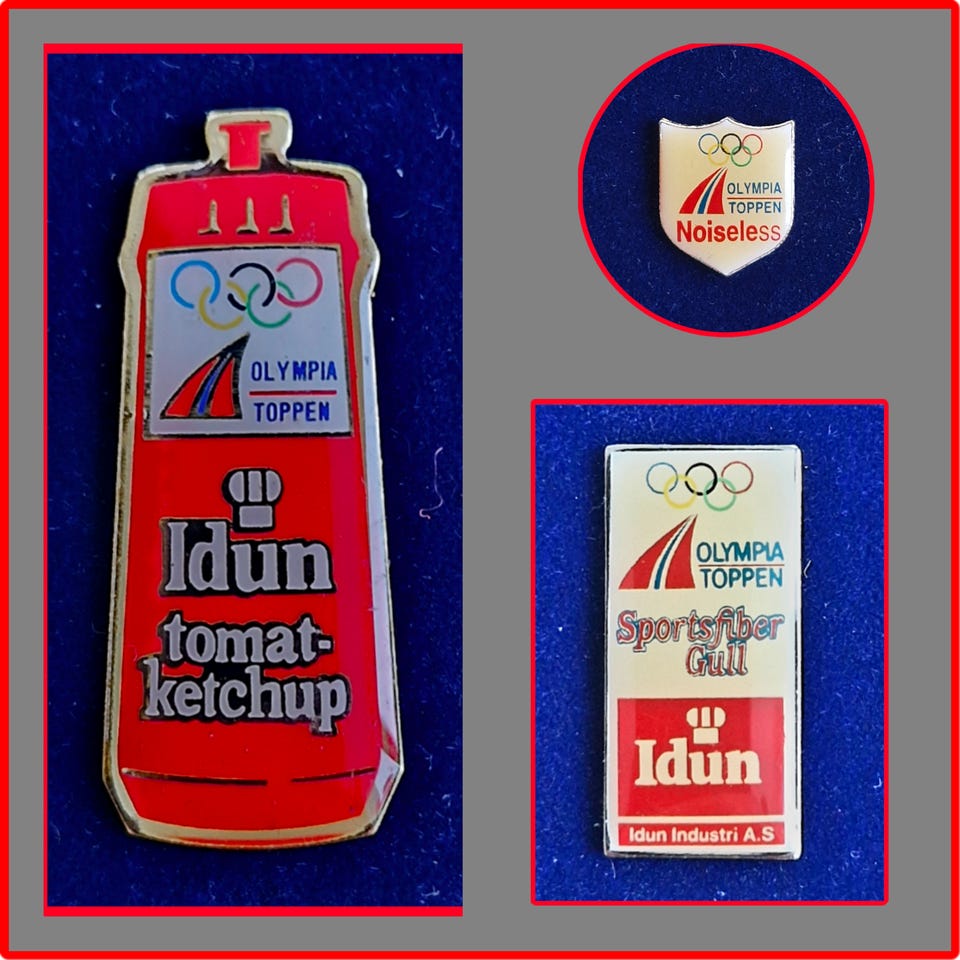 OLYMPIA
TOPPEN
Idun
tomat-
ketchup
OLYMPIA
TOPPEN
Noiseless
OLYMPIA
TOPPEN
Sportsfiber
Gull
Idun
Idun Industri A.S